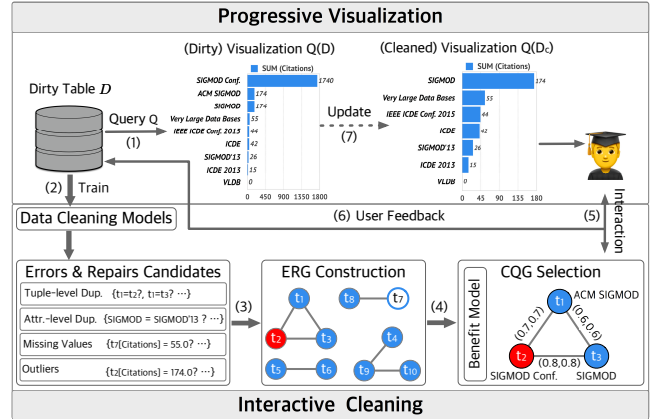 Progressive Visualization
(Dirty) Visualization Q(D)
(Cleaned) Visualization Q(Dc)
Dirty Table D
Query Q
(1)
SUM (Citations)
SIGMOD Conf. 1740
ACM SIGMOD 174
SIGMOD 174
Very Large Data Bases 55
IEEE ICDE Conf. 2015 44
ICDE 42
SIGMOD'13 26
ICDE 2013 15
VLDB 0
0 450 900 1350 1800
Update
(7)
SUM (Citations)
SIGMOD 174
Very Large Data Bases 55
IEEE ICDE Conf. 2015 44
ICDE 42
SIGMOD'13 26
ICDE 2013 15
VLDB 0
0 45 90 135 180
(2) Train
(6) User Feedback
(5)
Interaction
Data Cleaning Models
Errors & Repairs Candidates
Tuple-level Dup. {t1=t2?, t1=t3? ···}
Attr.-level Dup. {SIGMOD = SIGMOD'13 ? ···}
Missing Values {t7[Citations] = 55.0? ···}
Outliers {t2[Citations] = 174.0? ···}
(3)
ERG Construction
t1
t8
t7
t2
t3
t4
t5
t6
t9
t10
(4)
CQG Selection
Benefit Model
t1
ACM SIGMOD
(0.7,0.7)
(0.6,0.6)
t2
(0.8,0.8)
t3
SIGMOD Conf.
SIGMOD
Interactive Cleaning